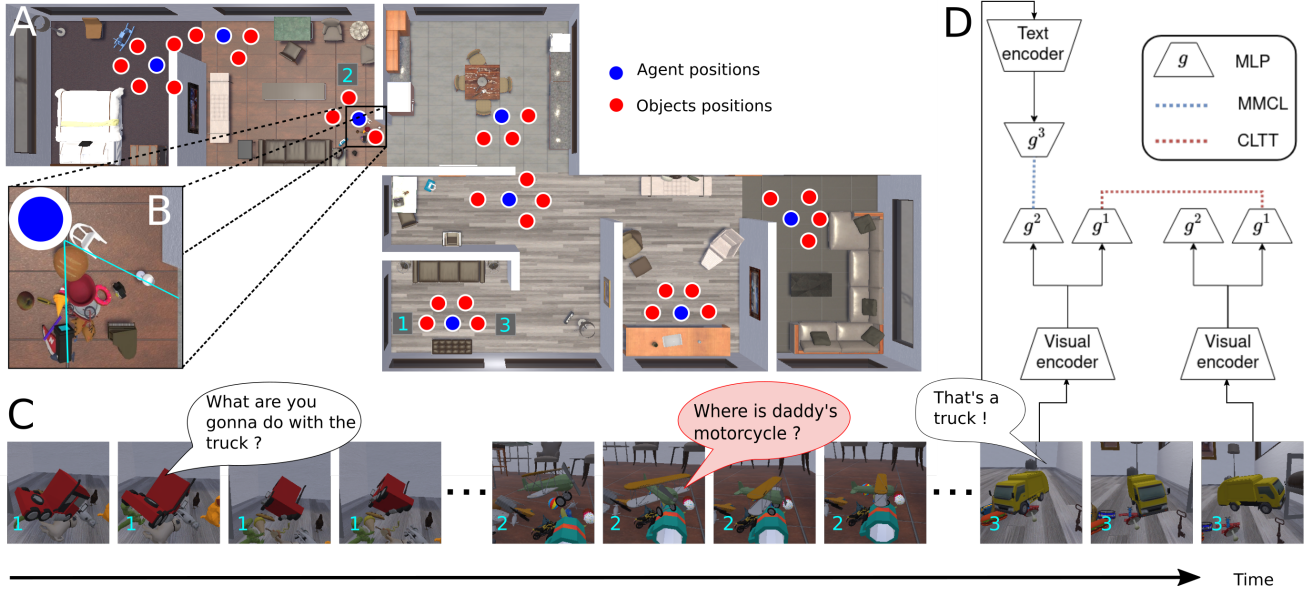 A
2
Agent positions
Objects positions
B
1
3
D
Text
encoder
g
MLP
MMCL
CLTT
g³
g²
g¹
g²
g¹
Visual
encoder
Visual
encoder
C
What are you
gonna do with the
truck ?
Where is daddy's
motorcycle ?
That's a
truck !
1
1
1
1
...
2
2
2
2
...
3
3
3
Time